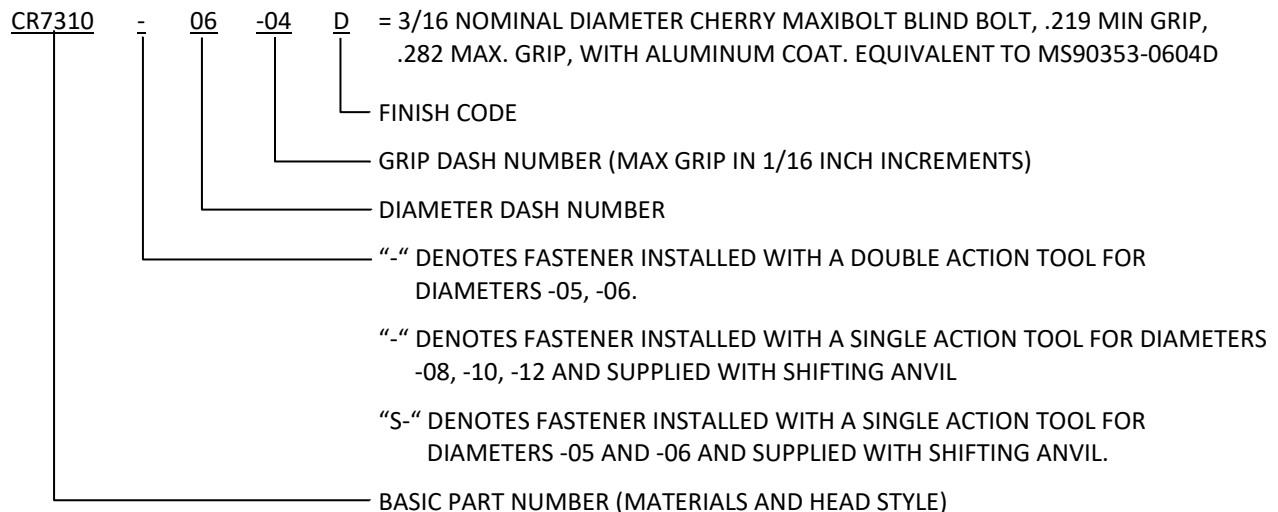 CR7310 - 06 -04 D = 3/16 NOMINAL DIAMETER CHERRY MAXIBOLT BLIND BOLT, .219 MIN GRIP,
.282 MAX. GRIP, WITH ALUMINUM COAT. EQUIVALENT TO MS90353-0604D
FINISH CODE
GRIP DASH NUMBER (MAX GRIP IN 1/16 INCH INCREMENTS)
DIAMETER DASH NUMBER
“-“ DENOTES FASTENER INSTALLED WITH A DOUBLE ACTION TOOL FOR
DIAMETERS -05, -06.
“-“ DENOTES FASTENER INSTALLED WITH A SINGLE ACTION TOOL FOR DIAMETERS
-08, -10, -12 AND SUPPLIED WITH SHIFTING ANVIL
“S-“ DENOTES FASTENER INSTALLED WITH A SINGLE ACTION TOOL FOR
DIAMETERS -05 AND -06 AND SUPPLIED WITH SHIFTING ANVIL.
BASIC PART NUMBER (MATERIALS AND HEAD STYLE)